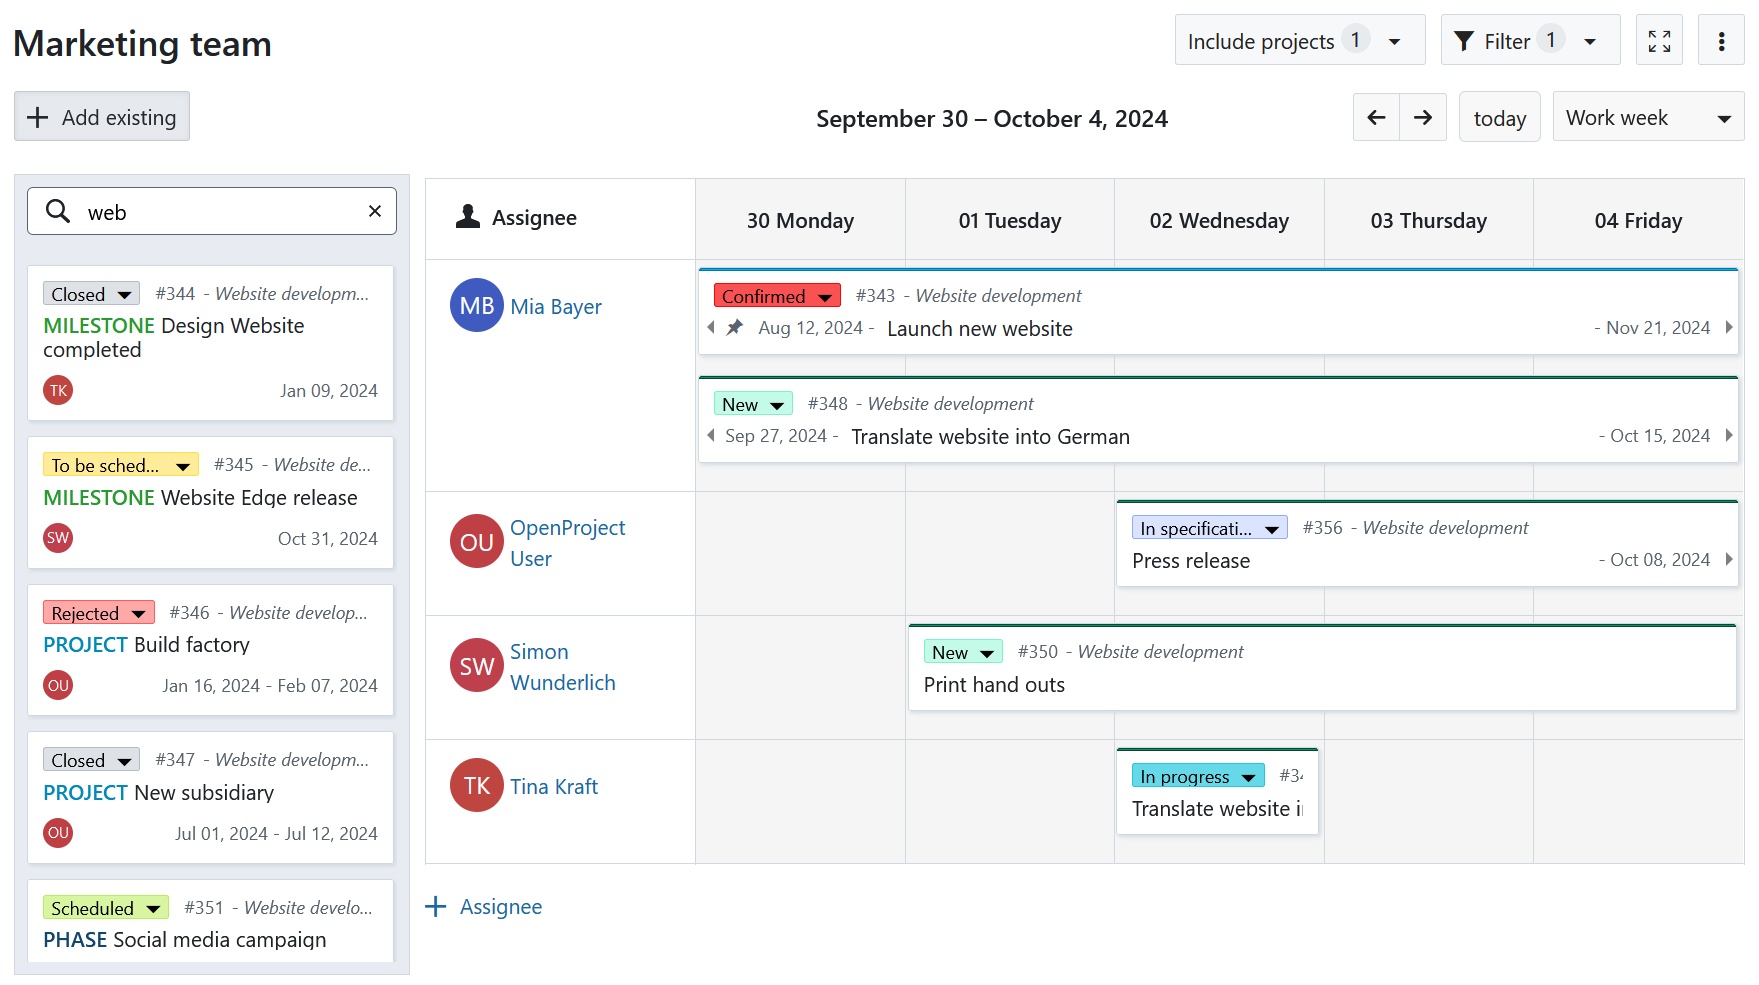 Marketing team
Include projects 1
Filter 1
Add existing
September 30 – October 4, 2024
today
Work week
web
Closed #344 - Website developm...
MILESTONE Design Website
completed
TK Jan 09, 2024
To be sched... #345 - Website de...
MILESTONE Website Edge release
SW Oct 31, 2024
Rejected #346 - Website develop...
PROJECT Build factory
OU Jan 16, 2024 - Feb 07, 2024
Closed #347 - Website developm...
PROJECT New subsidiary
OU Jul 01, 2024 - Jul 12, 2024
Scheduled #351 - Website develo...
PHASE Social media campaign
Assignee 30 Monday 01 Tuesday 02 Wednesday 03 Thursday 04 Friday
MB Mia Bayer
Confirmed #343 - Website development
Aug 12, 2024 - Launch new website - Nov 21, 2024
New #348 - Website development
Sep 27, 2024 - Translate website into German - Oct 15, 2024
OU OpenProject
User
In specificati... #356 - Website development
Press release - Oct 08, 2024
SW Simon
Wunderlich
New #350 - Website development
Print hand outs
TK Tina Kraft
In progress
Translate website
Assignee